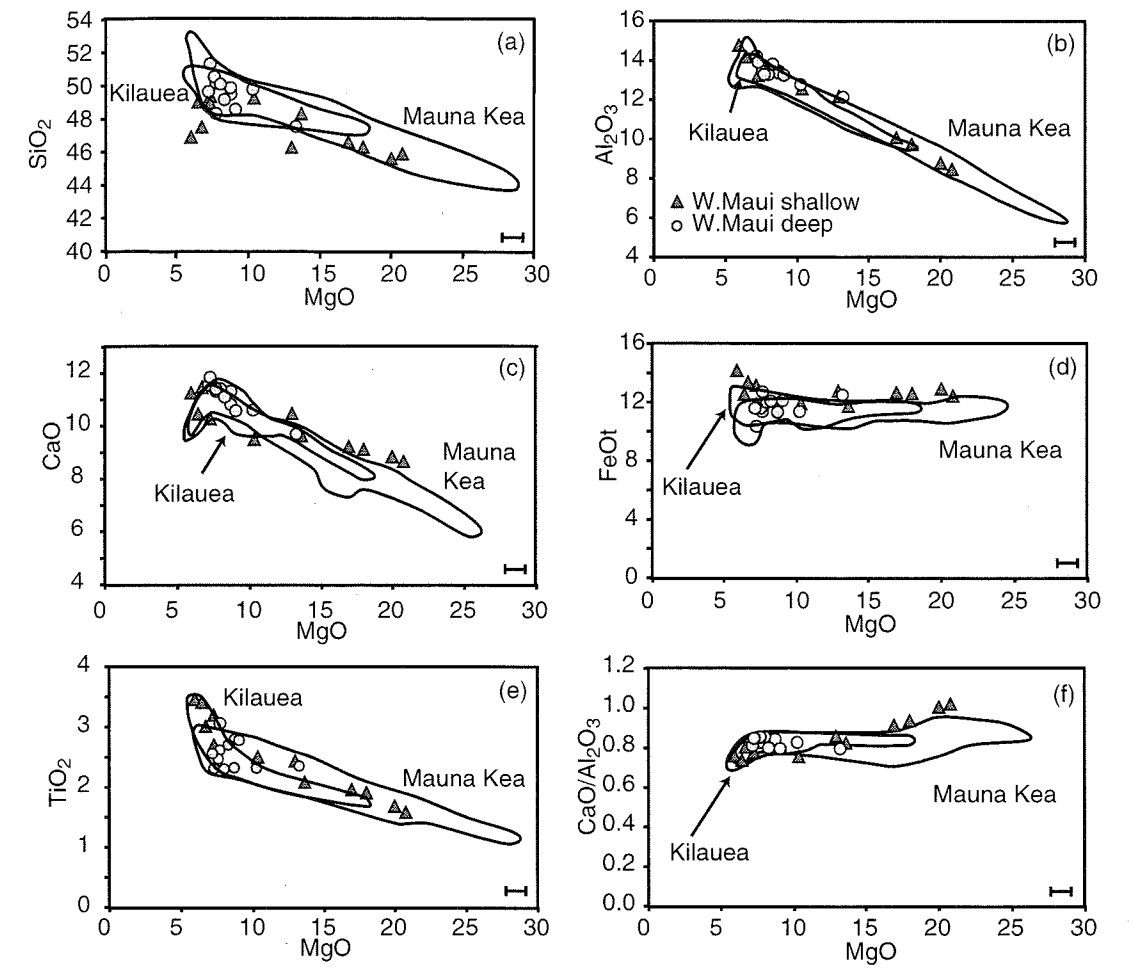 54
52
50
48
46
44
42
40
SiO2
(a)
Kilauea
Mauna Kea
0 5 10 15 20 25 30
MgO
16
14
12
10
8
6
4
Al2O3
(b)
Kilauea
Mauna Kea
W.Maui shallow
W.Maui deep
0 5 10 15 20 25 30
MgO
12
10
8
6
4
CaO
(c)
Mauna
Kea
Kilauea
0 5 10 15 20 25 30
MgO
16
12
8
4
0
FeOt
(d)
Mauna Kea
Kilauea
0 5 10 15 20 25 30
MgO
4
3
2
1
0
TiO2
(e)
Kilauea
Mauna Kea
0 5 10 15 20 25 30
MgO
1.2
1.0
0.8
0.6
0.4
0.2
0.0
CaO/Al2O3
(f)
Mauna Kea
Kilauea
0 5 10 15 20 25 30
MgO